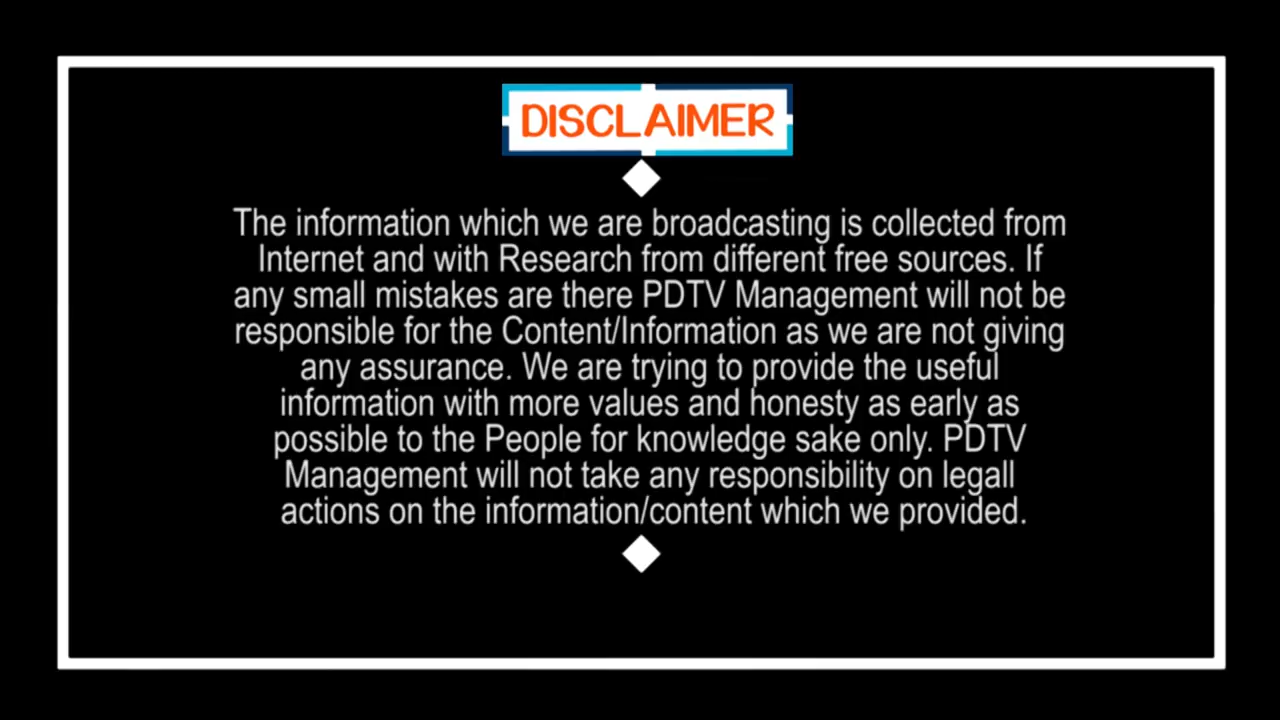 DISCLAIMER
The information which we are broadcasting is collected from
Internet and with Research from different free sources. If
any small mistakes are there PDTV Management will not be
responsible for the Content/Information as we are not giving
any assurance. We are trying to provide the useful
information with more values and honesty as early as
possible to the People for knowledge sake only. PDTV
Management will not take any responsibility on legall
actions on the information/content which we provided.